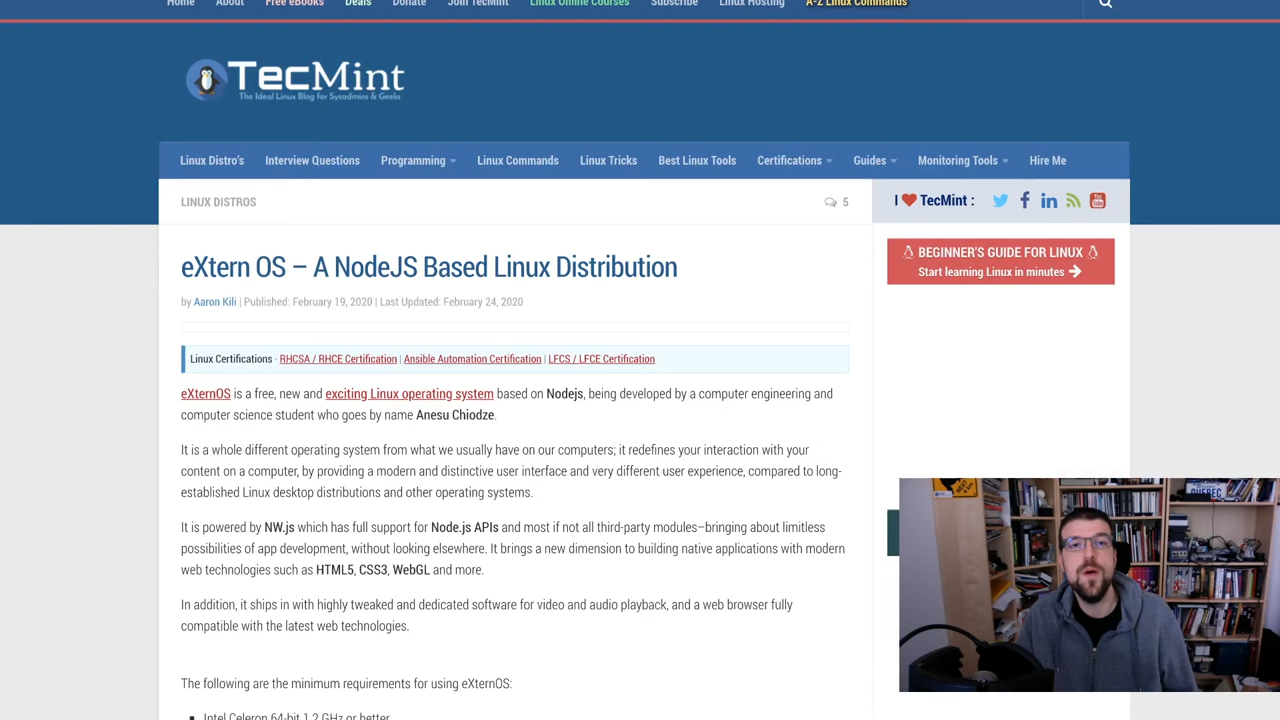 Home About Free eBooks Deals Donate Join TecMint Linux Online Courses Subscribe Linux Hosting A-Z Linux Commands
TecMint
The Ideal Linux Blog for Sysadmins & Geeks
Linux Distro's Interview Questions Programming Linux Commands Linux Tricks Best Linux Tools Certifications Guides Monitoring Tools Hire Me
LINUX DISTROS 5
I TecMint :
BEGINNER'S GUIDE FOR LINUX
Start learning Linux in minutes
eXtern OS – A NodeJS Based Linux Distribution
by Aaron Kili | Published: February 19, 2020 | Last Updated: February 24, 2020
Linux Certifications - RHCSA / RHCE Certification | Ansible Automation Certification | LFCS / LFCE Certification
eXternOS is a free, new and exciting Linux operating system based on Nodejs, being developed by a computer engineering and
computer science student who goes by name Anesu Chiodze.
It is a whole different operating system from what we usually have on our computers; it redefines your interaction with your
content on a computer, by providing a modern and distinctive user interface and very different user experience, compared to long-
established Linux desktop distributions and other operating systems.
It is powered by NW.js which has full support for Node.js APIs and most if not all third-party modules–bringing about limitless
possibilities of app development, without looking elsewhere. It brings a new dimension to building native applications with modern
web technologies such as HTML5, CSS3, WebGL and more.
In addition, it ships in with highly tweaked and dedicated software for video and audio playback, and a web browser fully
compatible with the latest web technologies.
The following are the minimum requirements for using eXternOS:
Intel Celeron 64-bit 1.2 GHz or better